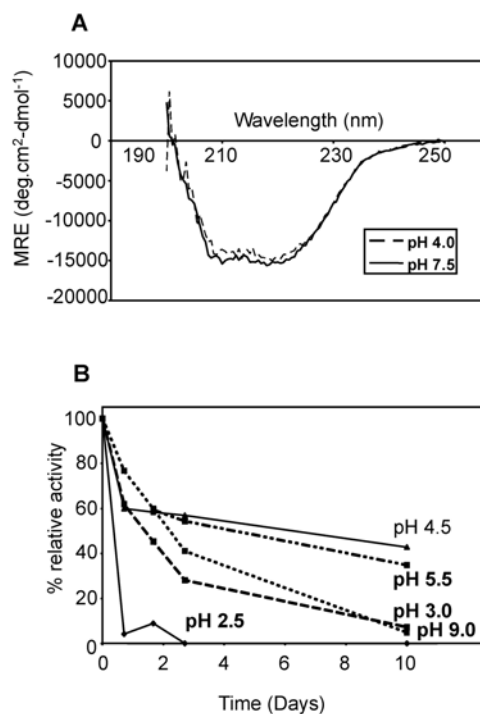 A
10000
5000
0
-5000
-10000
-15000
-20000
MRE (deg.cm²-dmol⁻¹)
Wavelength (nm)
190 210 230 250
pH 4.0
pH 7.5
B
100
80
60
40
20
0
% relative activity
pH 4.5
pH 5.5
pH 3.0
pH 9.0
pH 2.5
0 2 4 6 8 10
Time (Days)